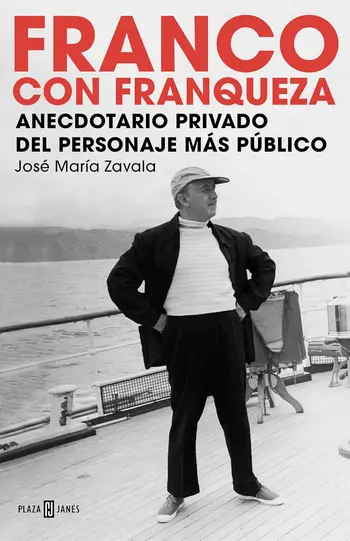 FRANCO
CON FRANQUEZA
ANECDOTARIO PRIVADO
DEL PERSONAJE MÁS PÚBLICO
José María Zavala
PLAZA JANES